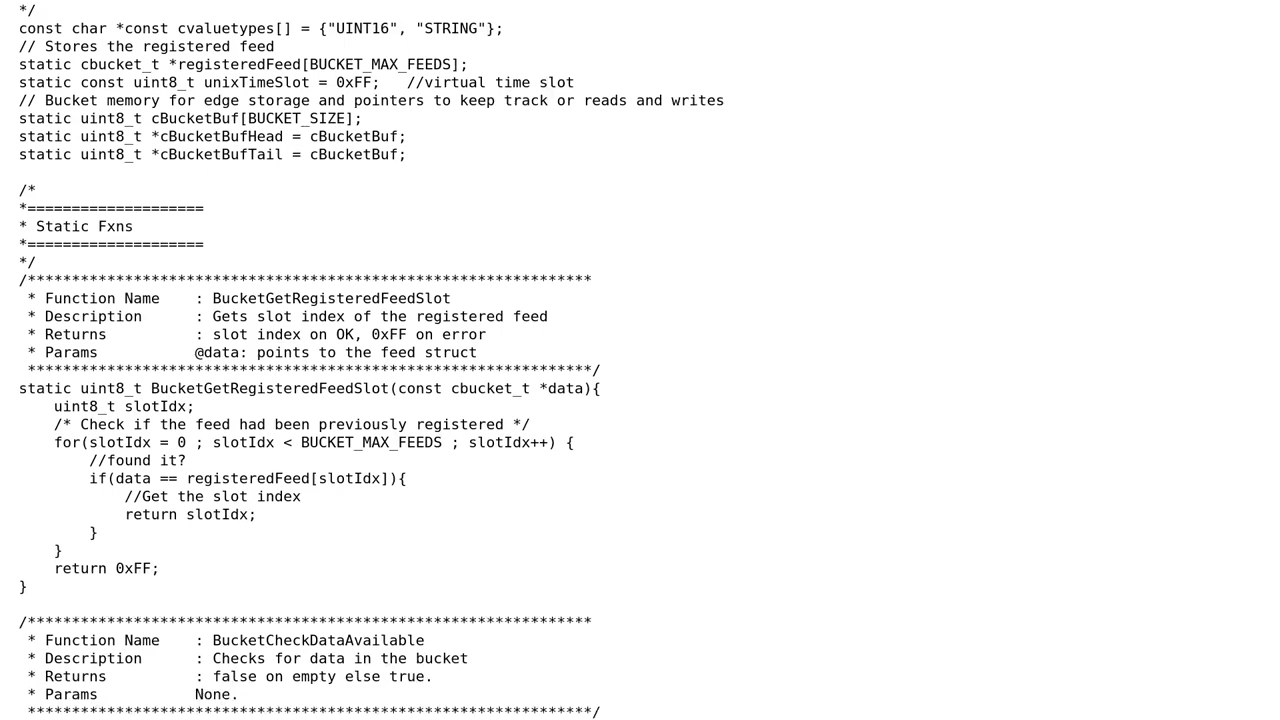 */
const char *const cvaluetypes[] = {"UINT16", "STRING"};
// Stores the registered feed
static cbucket_t *registeredFeed[BUCKET_MAX_FEEDS];
static const uint8_t unixTimeSlot = 0xFF;   //virtual time slot
// Bucket memory for edge storage and pointers to keep track or reads and writes
static uint8_t cBucketBuf[BUCKET_SIZE];
static uint8_t *cBucketBufHead = cBucketBuf;
static uint8_t *cBucketBufTail = cBucketBuf;

/*
*====================
* Static Fxns
*====================
*/
/****************************************************************
 * Function Name    : BucketGetRegisteredFeedSlot
 * Description      : Gets slot index of the registered feed
 * Returns          : slot index on OK, 0xFF on error
 * Params           @data: points to the feed struct
 ****************************************************************/
static uint8_t BucketGetRegisteredFeedSlot(const cbucket_t *data){
    uint8_t slotIdx;
    /* Check if the feed had been previously registered */
    for(slotIdx = 0 ; slotIdx < BUCKET_MAX_FEEDS ; slotIdx++) {
        //found it?
        if(data == registeredFeed[slotIdx]){
            //Get the slot index
            return slotIdx;
        }
    }
    return 0xFF;
}

/****************************************************************
 * Function Name    : BucketCheckDataAvailable
 * Description      : Checks for data in the bucket
 * Returns          : false on empty else true.
 * Params           None.
 ****************************************************************/